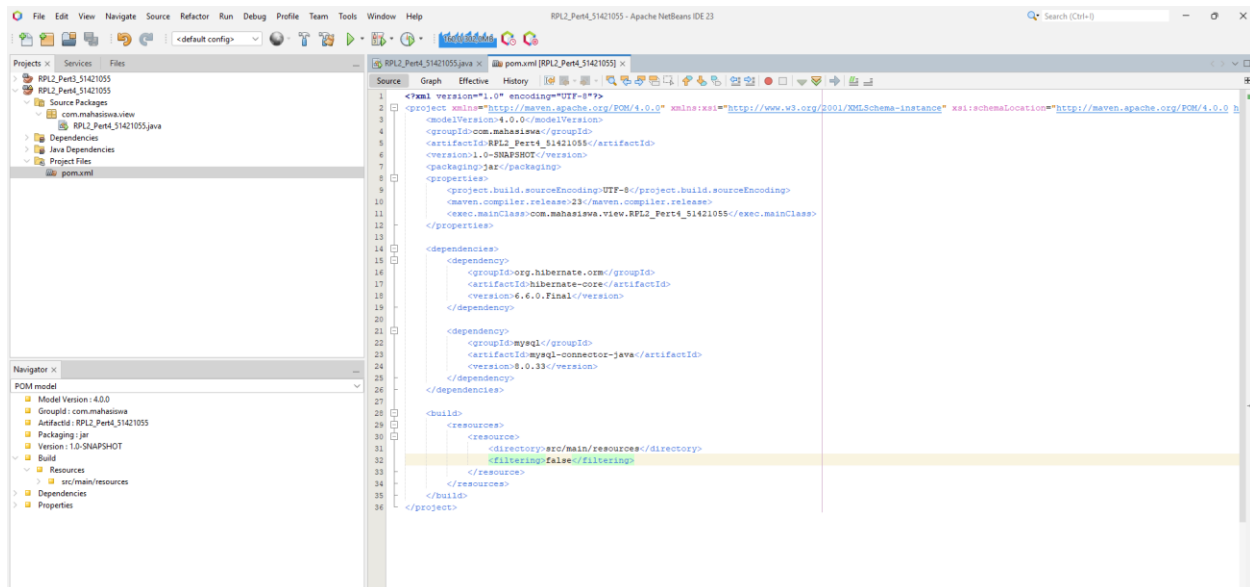 File Edit View Navigate Source Refactor Run Debug Profile Team Tools Window Help
RPL2_Pert4_51421055 - Apache NetBeans IDE 23
Search (Ctrl+I)
<default config>
Projects Services Files
RPL2_Pert3_51421055
RPL2_Pert4_51421055
Source Packages
com.mahasiswa.view
RPL2_Pert4_51421055.java
Dependencies
Java Dependencies
Project Files
pom.xml
Navigator
POM model
Model Version : 4.0.0
GroupId : com.mahasiswa
ArtifactId : RPL2_Pert4_51421055
Packaging : jar
Version : 1.0-SNAPSHOT
Build
Resources
src/main/resources
Dependencies
Properties
RPL2_Pert4_51421055.java pom.xml [RPL2_Pert4_51421055]
Source Graph Effective History
1 <?xml version="1.0" encoding="UTF-8"?>
2 <project xmlns="http://maven.apache.org/POM/4.0.0" xmlns:xsi="http://www.w3.org/2001/XMLSchema-instance" xsi:schemaLocation="http://maven.apache.org/POM/4.0.0 h
3 <modelVersion>4.0.0</modelVersion>
4 <groupId>com.mahasiswa</groupId>
5 <artifactId>RPL2_Pert4_51421055</artifactId>
6 <version>1.0-SNAPSHOT</version>
7 <packaging>jar</packaging>
8 <properties>
9 <project.build.sourceEncoding>UTF-8</project.build.sourceEncoding>
10 <maven.compiler.release>23</maven.compiler.release>
11 <exec.mainClass>com.mahasiswa.view.RPL2_Pert4_51421055</exec.mainClass>
12 </properties>
13
14 <dependencies>
15 <dependency>
16 <groupId>org.hibernate.orm</groupId>
17 <artifactId>hibernate-core</artifactId>
18 <version>6.6.0.Final</version>
19 </dependency>
20
21 <dependency>
22 <groupId>mysql</groupId>
23 <artifactId>mysql-connector-java</artifactId>
24 <version>8.0.33</version>
25 </dependency>
26 </dependencies>
27
28 <build>
29 <resources>
30 <resource>
31 <directory>src/main/resources</directory>
32 <filtering>false</filtering>
33 </resource>
34 </resources>
35 </build>
36 </project>